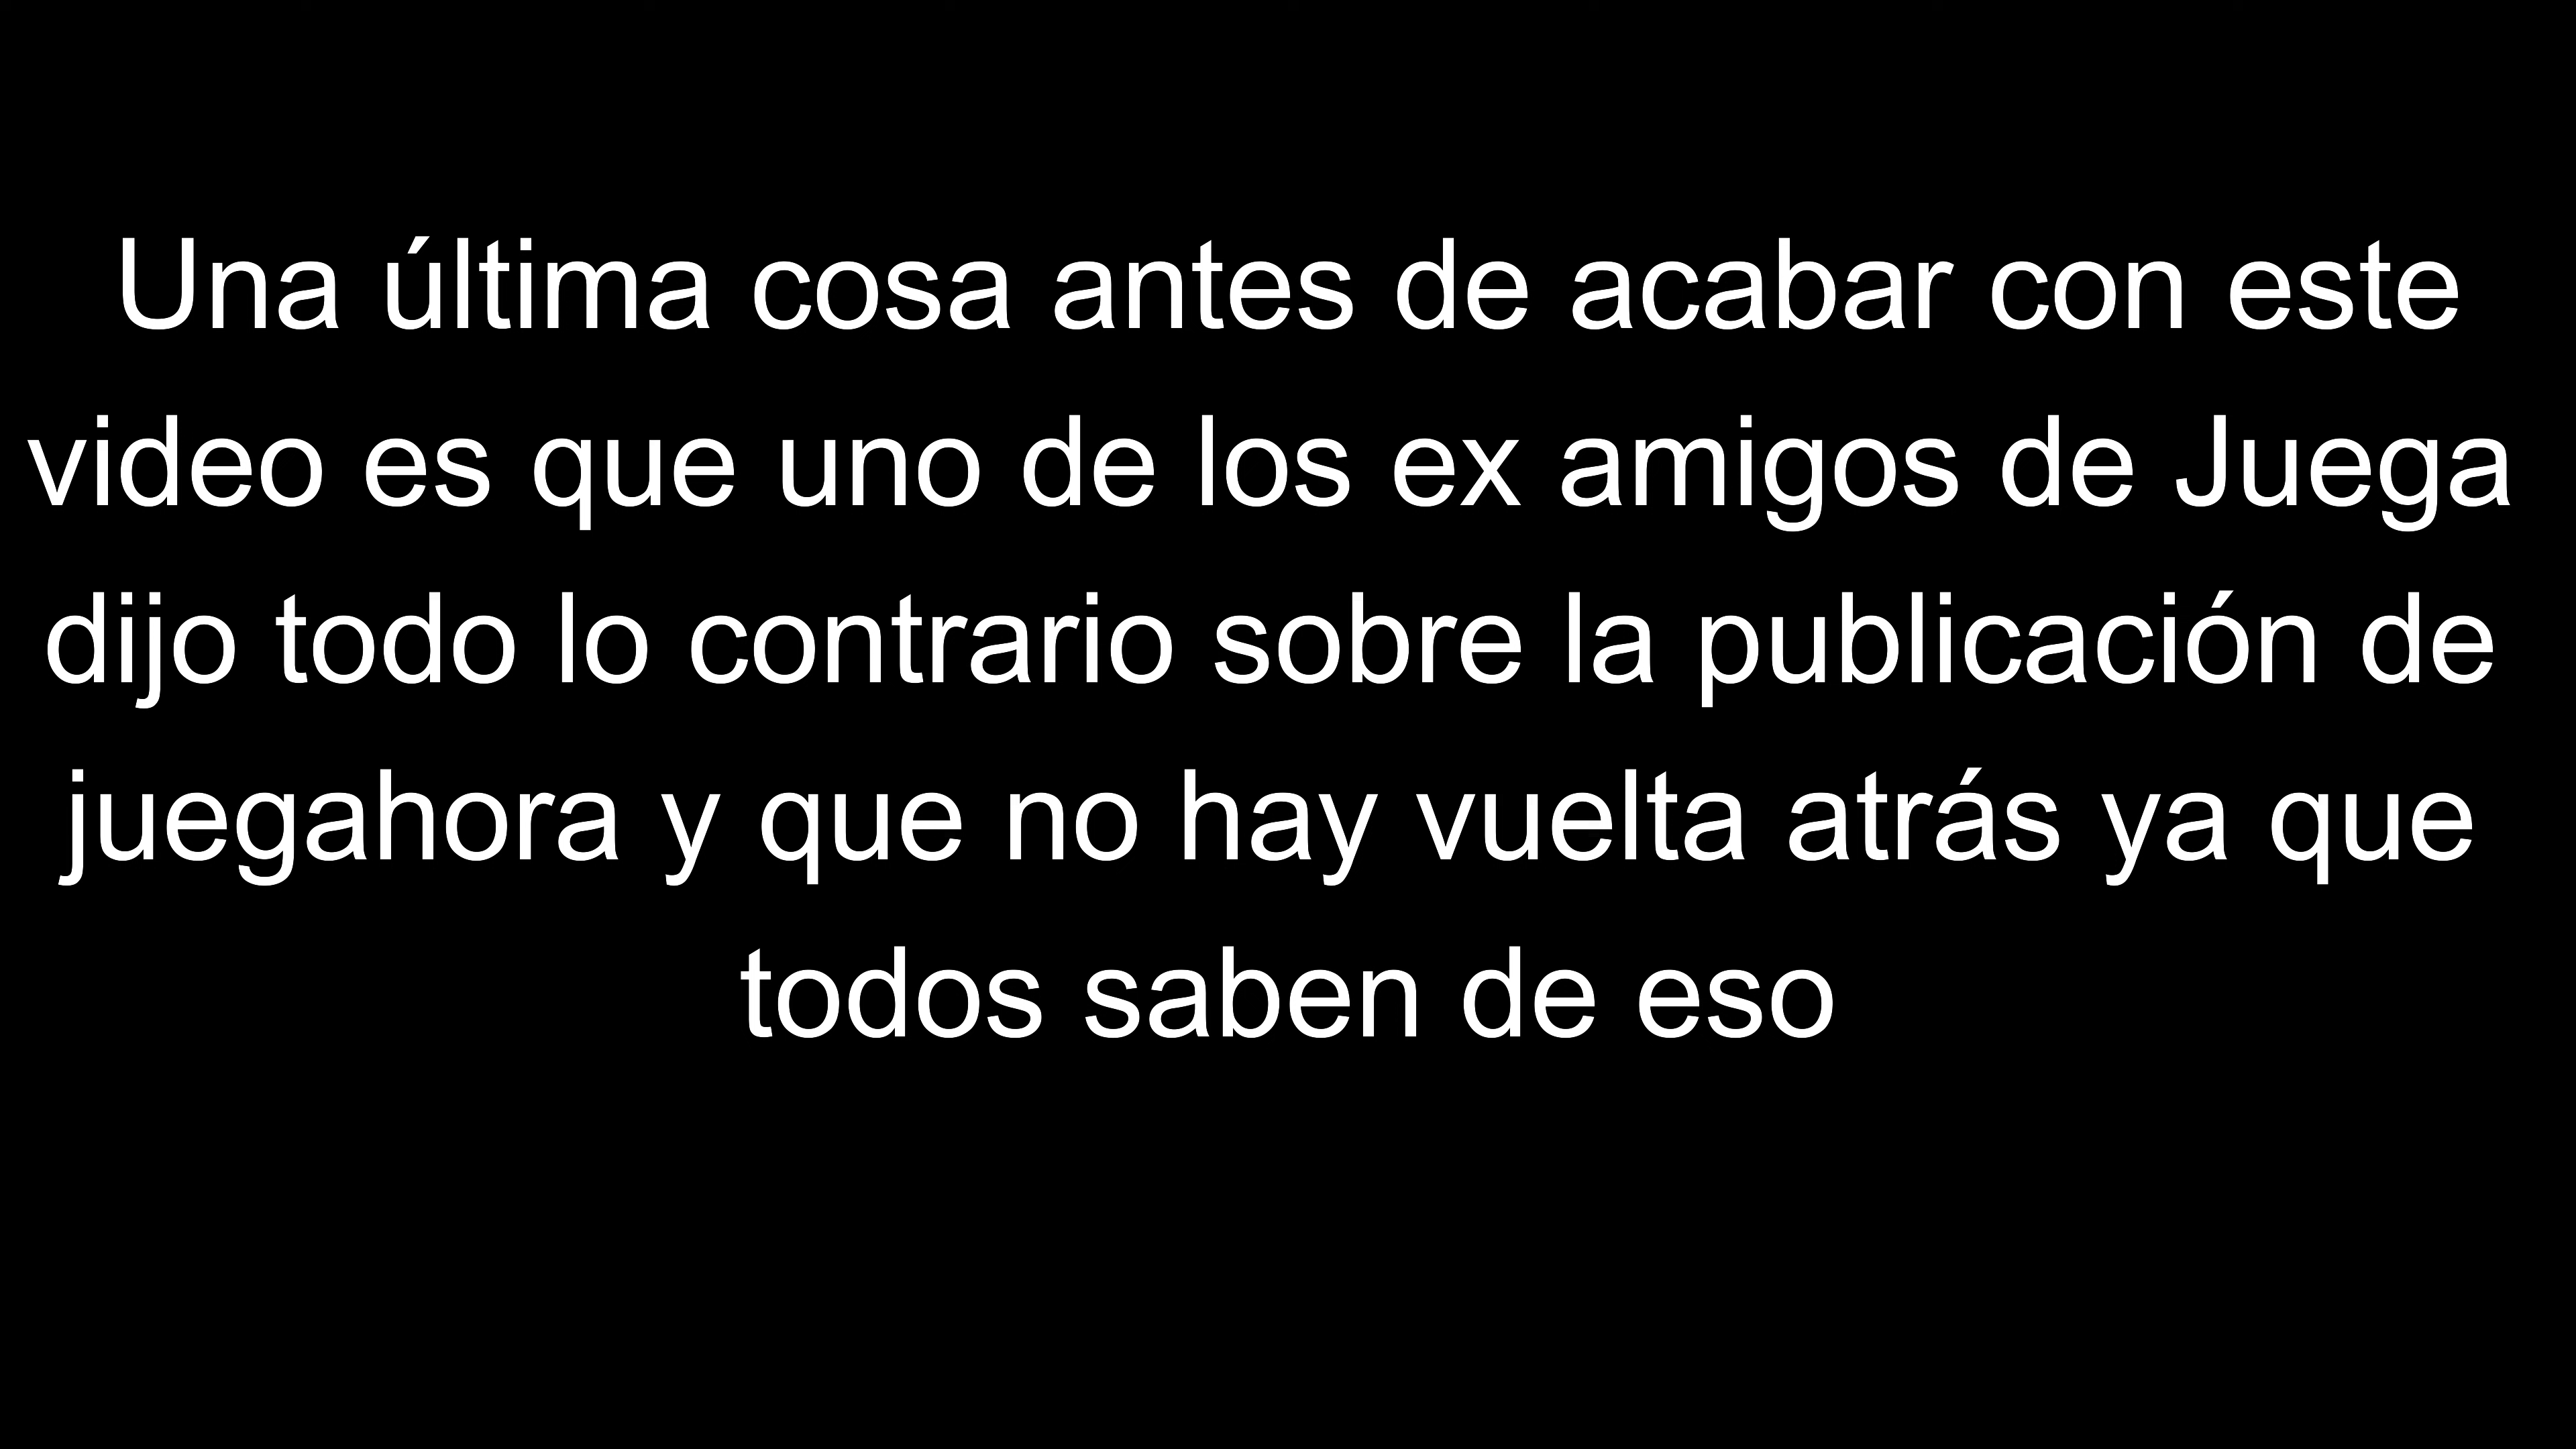 Una última cosa antes de acabar con este
video es que uno de los ex amigos de Juega
dijo todo lo contrario sobre la publicación de
juegahora y que no hay vuelta atrás ya que
todos saben de eso